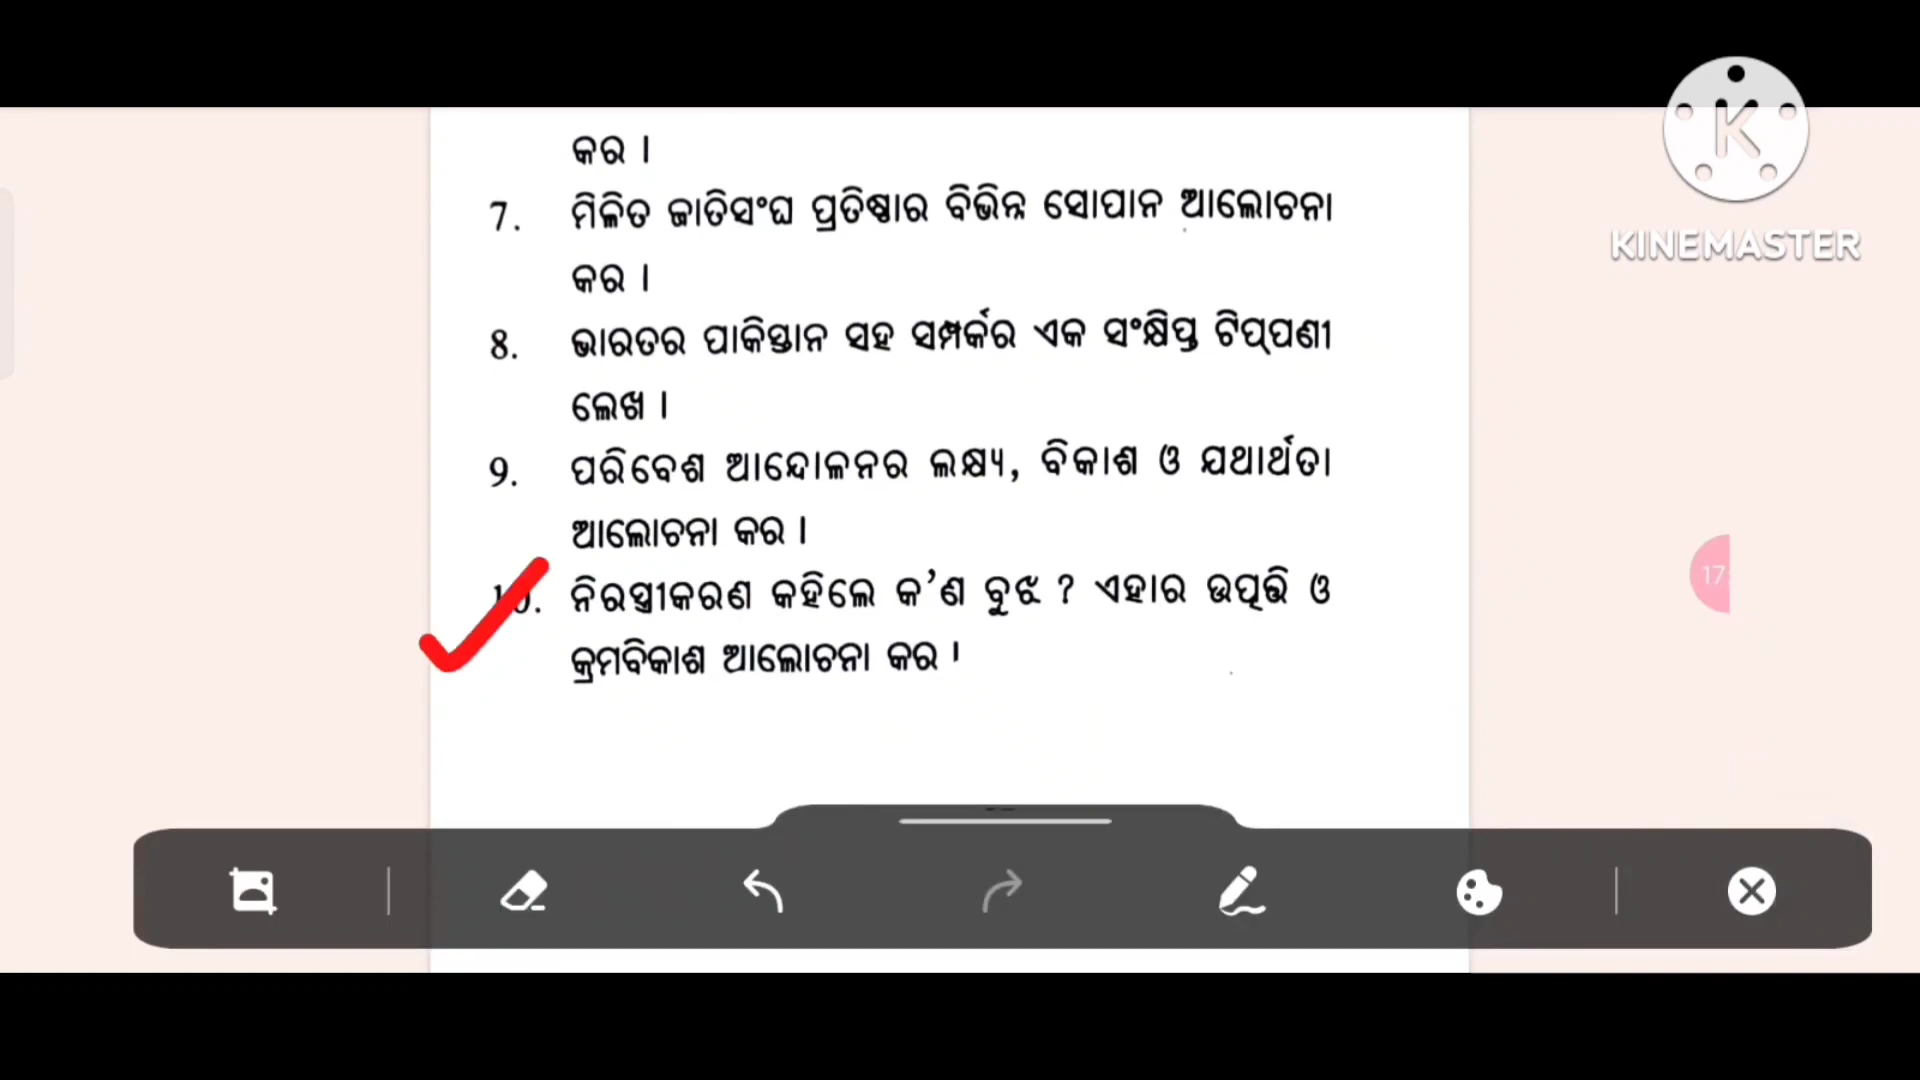 କର ।
7. ମିଳିତ ଜାତିସଂଘ ପ୍ରତିଷ୍ଠାର ବିଭିନ୍ନ ସୋପାନ ଆଲୋଚନା
କର ।
8. ଭାରତର ପାକିସ୍ତାନ ସହ ସମ୍ପର୍କର ଏକ ସଂକ୍ଷିପ୍ତ ଟିପ୍‌ପଣୀ
ଲେଖ ।
9. ପରିବେଶ ଆନ୍ଦୋଳନର ଲକ୍ଷ୍ୟ, ବିକାଶ ଓ ଯଥାର୍ଥତା
ଆଲୋଚନା କର ।
10. ନିରସ୍ତ୍ରୀକରଣ କହିଲେ କ’ଣ ବୁଝ ? ଏହାର ଉତ୍ପତ୍ତି ଓ
କ୍ରମବିକାଶ ଆଲୋଚନା କର ।
K
KINEMASTER
17